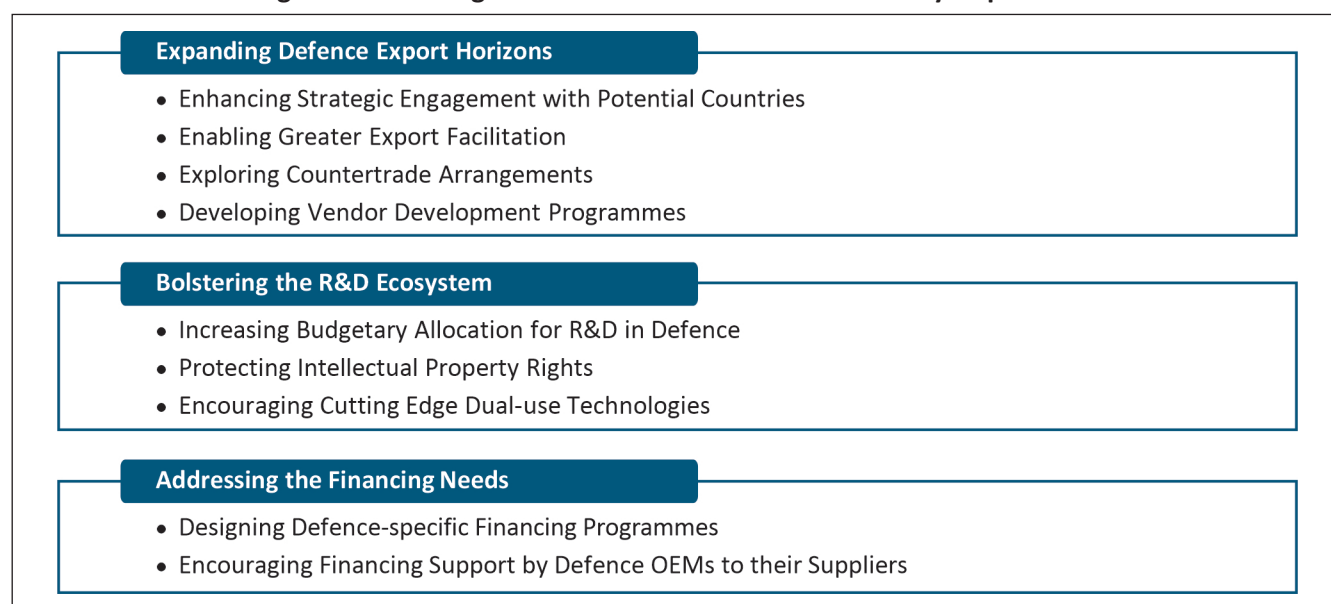 Expanding Defence Export Horizons
• Enhancing Strategic Engagement with Potential Countries
• Enabling Greater Export Facilitation
• Exploring Countertrade Arrangements
• Developing Vendor Development Programmes
Bolstering the R&D Ecosystem
• Increasing Budgetary Allocation for R&D in Defence
• Protecting Intellectual Property Rights
• Encouraging Cutting Edge Dual-use Technologies
Addressing the Financing Needs
• Designing Defence-specific Financing Programmes
• Encouraging Financing Support by Defence OEMs to their Suppliers